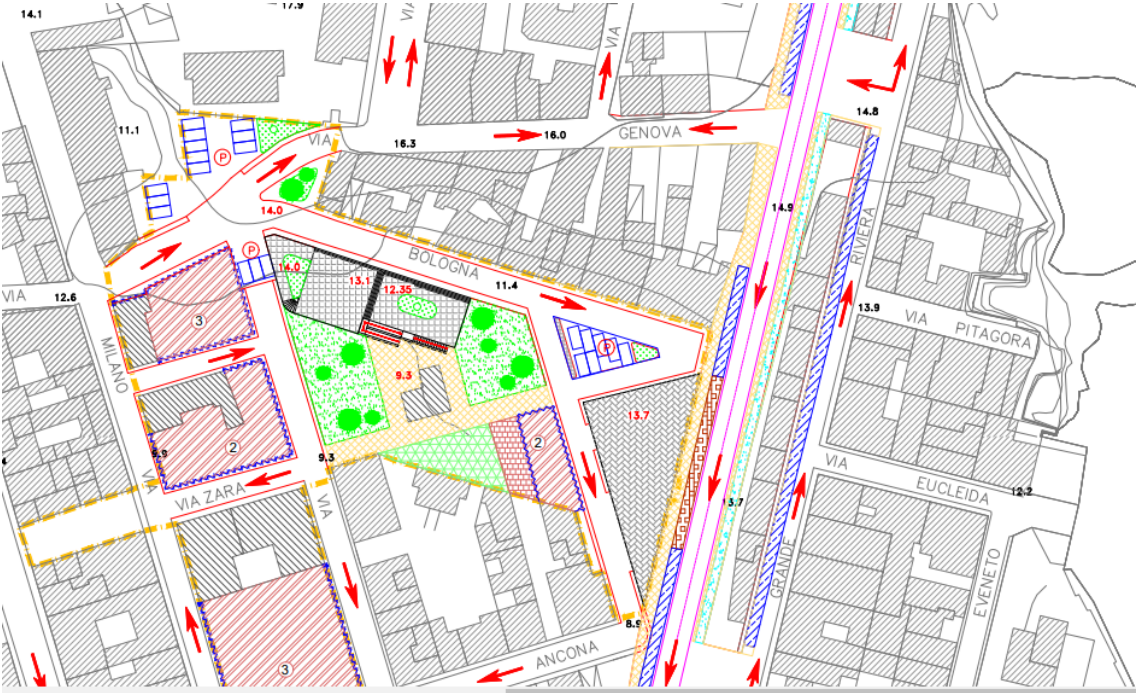 14.1
17.9
VIA
VIA
14.8
11.1
VIA
16.3
16.0
GENOVA
P
14.0
14.9
RIVIERA
P
BOLOGNA
14.0
13.1
12.35
11.4
VIA
12.6
13.9
VIA PITAGORA
3
MILANO
P
9.3
13.7
2
2
9.3
VIA
EUCLEIDA
12.2
VIA
VIA ZARA
VIA
13.7
GRANDE
EVENETO
8.9
ANCONA
3